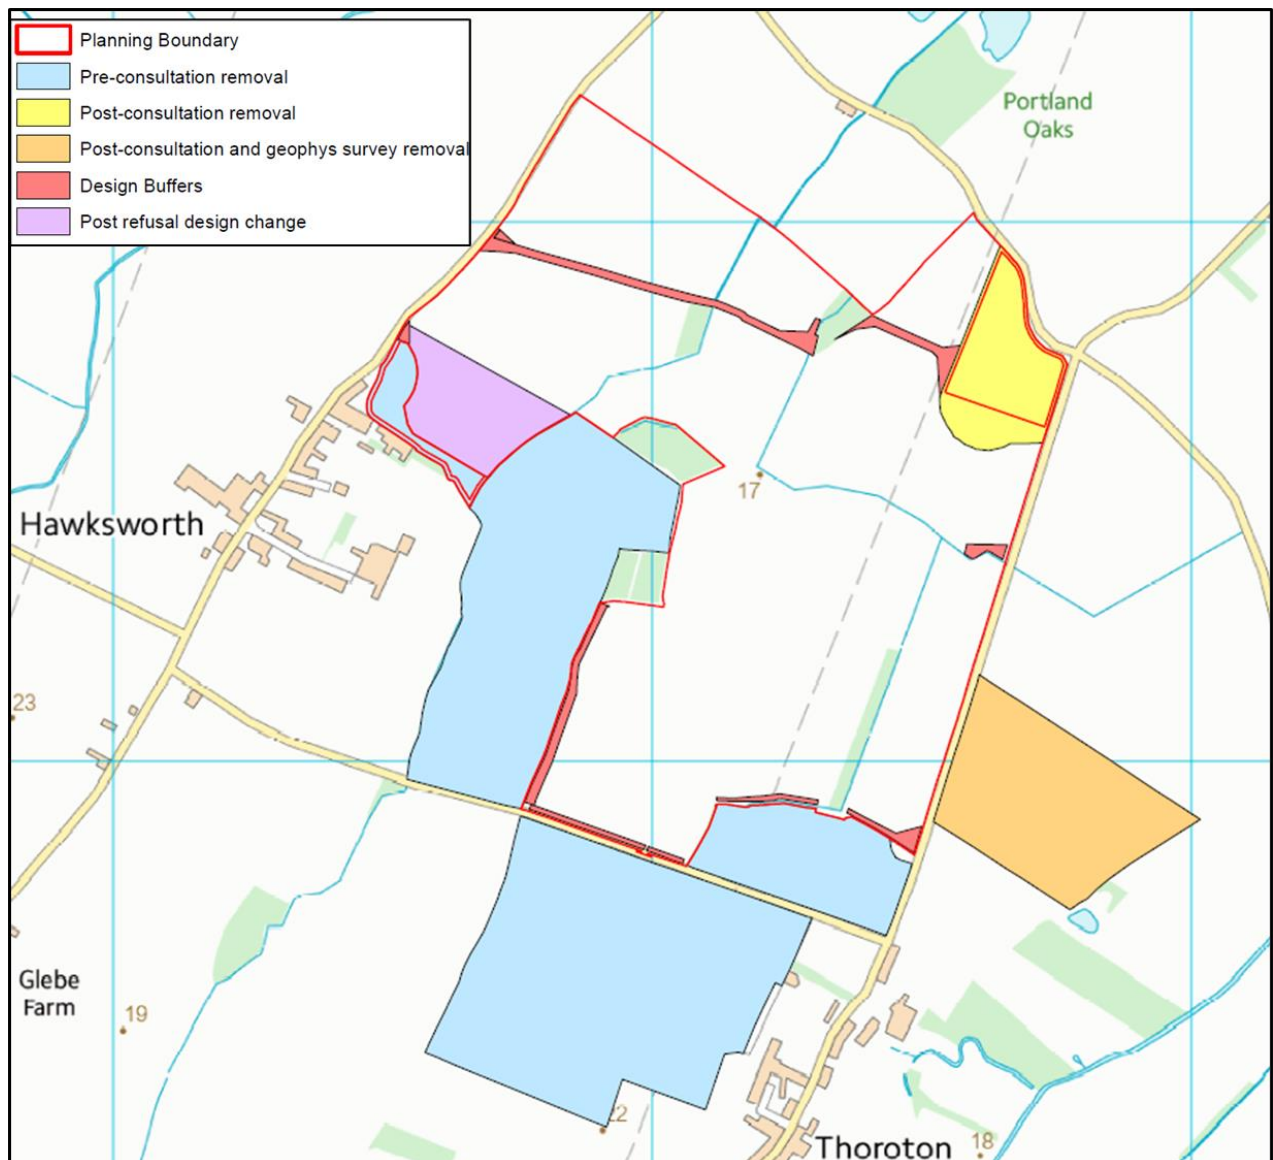 Planning Boundary
Pre-consultation removal
Post-consultation removal
Post-consultation and geophys survey removal
Design Buffers
Post refusal design change
Portland
Oaks
17
Hawksworth
23
Glebe
Farm
19
Thoroton
18